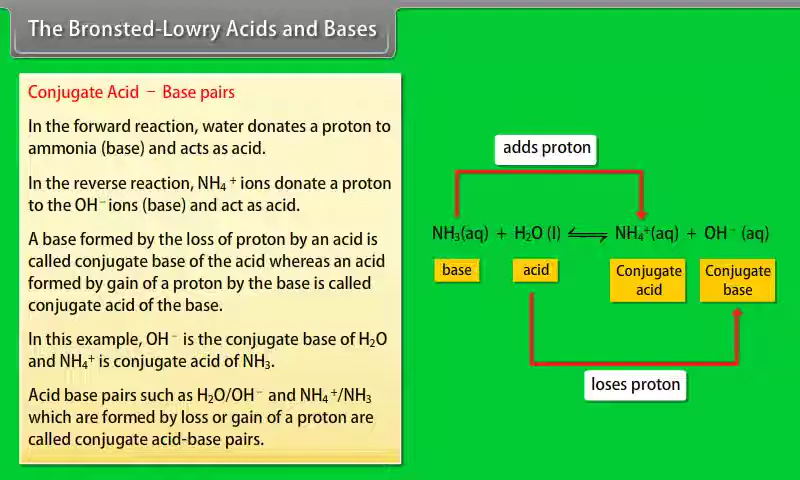 The Bronsted-Lowry Acids and Bases
Conjugate Acid – Base pairs
In the forward reaction, water donates a proton to
ammonia (base) and acts as acid.
In the reverse reaction, NH₄⁺ ions donate a proton
to the OH⁻ ions (base) and act as acid.
A base formed by the loss of proton by an acid is
called conjugate base of the acid whereas an acid
formed by gain of a proton by the base is called
conjugate acid of the base.
In this example, OH⁻ is the conjugate base of H₂O
and NH₄⁺ is conjugate acid of NH₃.
Acid base pairs such as H₂O/OH⁻ and NH₄⁺/NH₃
which are formed by loss or gain of a proton are
called conjugate acid-base pairs.
adds proton
NH₃(aq) + H₂O (l) ⇌ NH₄⁺(aq) + OH⁻ (aq)
base acid Conjugate acid Conjugate base
loses proton